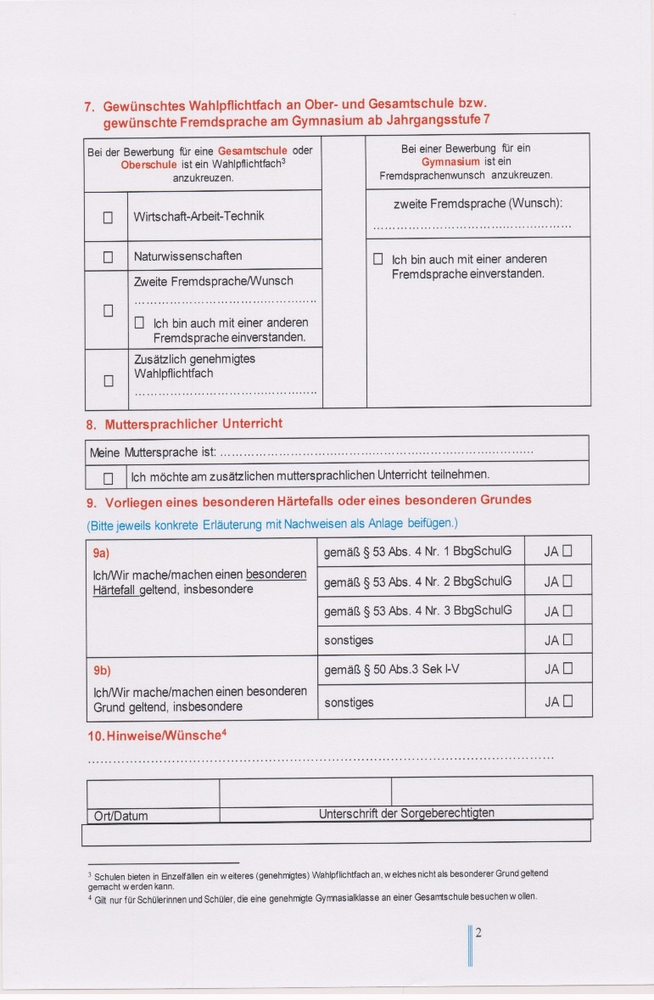 7. Gewünschtes Wahlpflichtfach an Ober- und Gesamtschule bzw.
gewünschte Fremdsprache am Gymnasium ab Jahrgangsstufe 7
Bei der Bewerbung für eine Gesamtschule oder
Oberschule ist ein Wahlpflichtfach³
anzukreuzen.
☐ Wirtschaft-Arbeit-Technik
☐ Naturwissenschaften
☐ Zweite Fremdsprache/Wunsch
..................................................
☐ Ich bin auch mit einer anderen
Fremdsprache einverstanden.
☐ Zusätzlich genehmigtes
Wahlpflichtfach
..................................................
Bei einer Bewerbung für ein
Gymnasium ist ein
Fremdsprachenwunsch anzukreuzen.
zweite Fremdsprache (Wunsch):
..................................................
☐ Ich bin auch mit einer anderen
Fremdsprache einverstanden.
8. Muttersprachlicher Unterricht
Meine Muttersprache ist: ..................................................
☐ Ich möchte am zusätzlichen muttersprachlichen Unterricht teilnehmen.
9. Vorliegen eines besonderen Härtefalls oder eines besonderen Grundes
(Bitte jeweils konkrete Erläuterung mit Nachweisen als Anlage beifügen.)
9a)
Ich/Wir mache/machen einen besonderen
Härtefall geltend, insbesondere
gemäß § 53 Abs. 4 Nr. 1 BbgSchulG JA ☐
gemäß § 53 Abs. 4 Nr. 2 BbgSchulG JA ☐
gemäß § 53 Abs. 4 Nr. 3 BbgSchulG JA ☐
sonstiges JA ☐
9b)
Ich/Wir mache/machen einen besonderen
Grund geltend, insbesondere
gemäß § 50 Abs.3 Sek I-V JA ☐
sonstiges JA ☐
10. Hinweise/Wünsche⁴
..................................................
Ort/Datum Unterschrift der Sorgeberechtigten
³ Schulen bieten in Einzelfällen ein weiteres (genehmigtes) Wahlpflichtfach an, welches nicht als besonderer Grund geltend
gemacht werden kann.
⁴ Gilt nur für Schülerinnen und Schüler, die eine genehmigte Gymnasialklasse an einer Gesamtschule besuchen wollen.
2